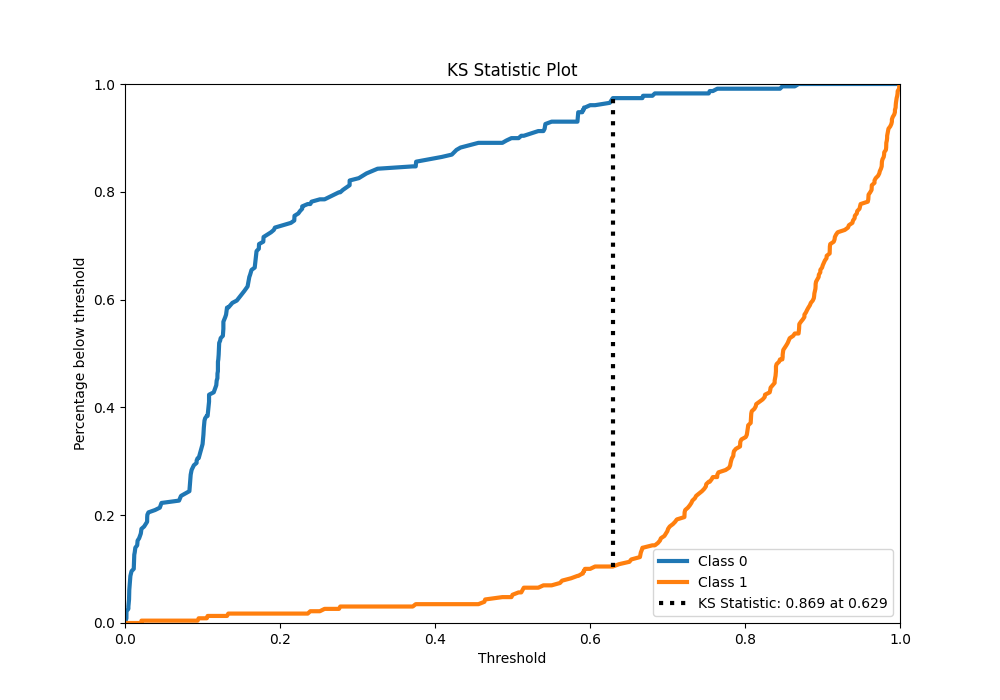 KS Statistic Plot
1.0
0.8
0.6
0.4
0.2
0.0
Percentage below threshold
0.0 0.2 0.4 0.6 0.8 1.0
Threshold
Class 0
Class 1
KS Statistic: 0.869 at 0.629